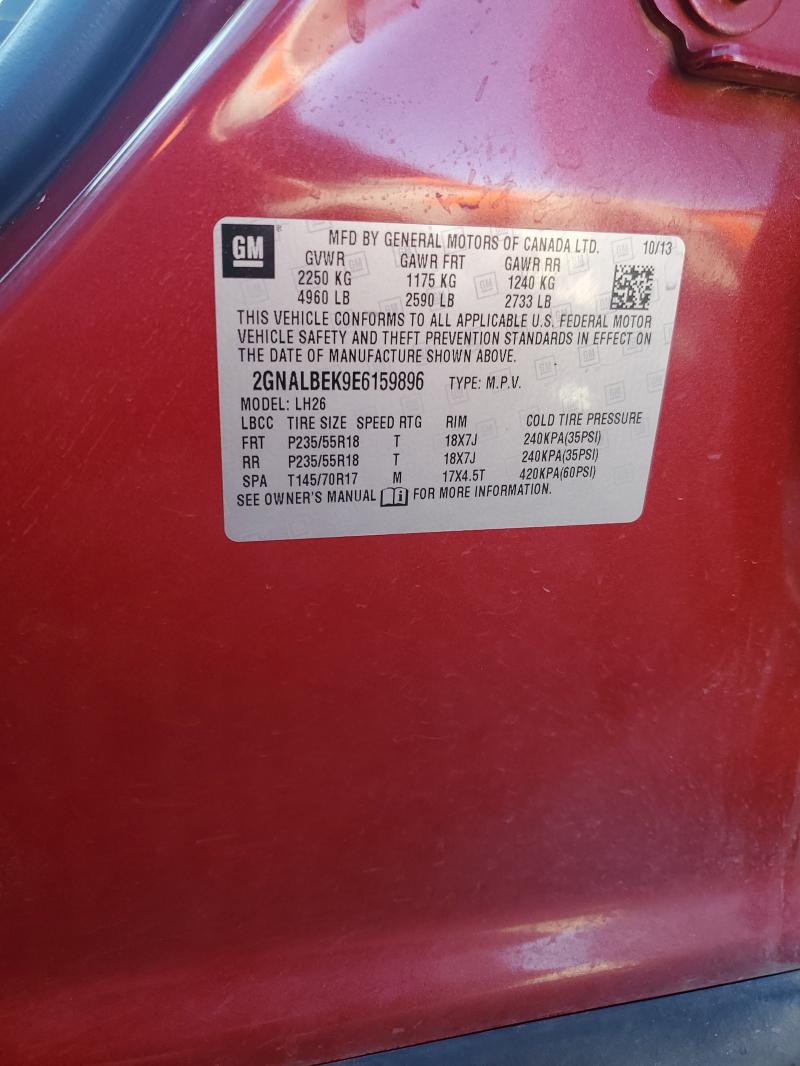 GM
MFD BY GENERAL MOTORS OF CANADA LTD. 10/13
GVWR GAWR FRT GAWR RR
2250 KG 1175 KG 1240 KG
4960 LB 2590 LB 2733 LB
THIS VEHICLE CONFORMS TO ALL APPLICABLE U.S. FEDERAL MOTOR
VEHICLE SAFETY AND THEFT PREVENTION STANDARDS IN EFFECT ON
THE DATE OF MANUFACTURE SHOWN ABOVE.
2GNALBEK9E6159896 TYPE: M.P.V.
MODEL: LH26
LBCC TIRE SIZE SPEED RTG RIM COLD TIRE PRESSURE
FRT P235/55R18 T 18X7J 240KPA(35PSI)
RR P235/55R18 T 18X7J 240KPA(35PSI)
SPA T145/70R17 M 17X4.5T 420KPA(60PSI)
SEE OWNER'S MANUAL FOR MORE INFORMATION.